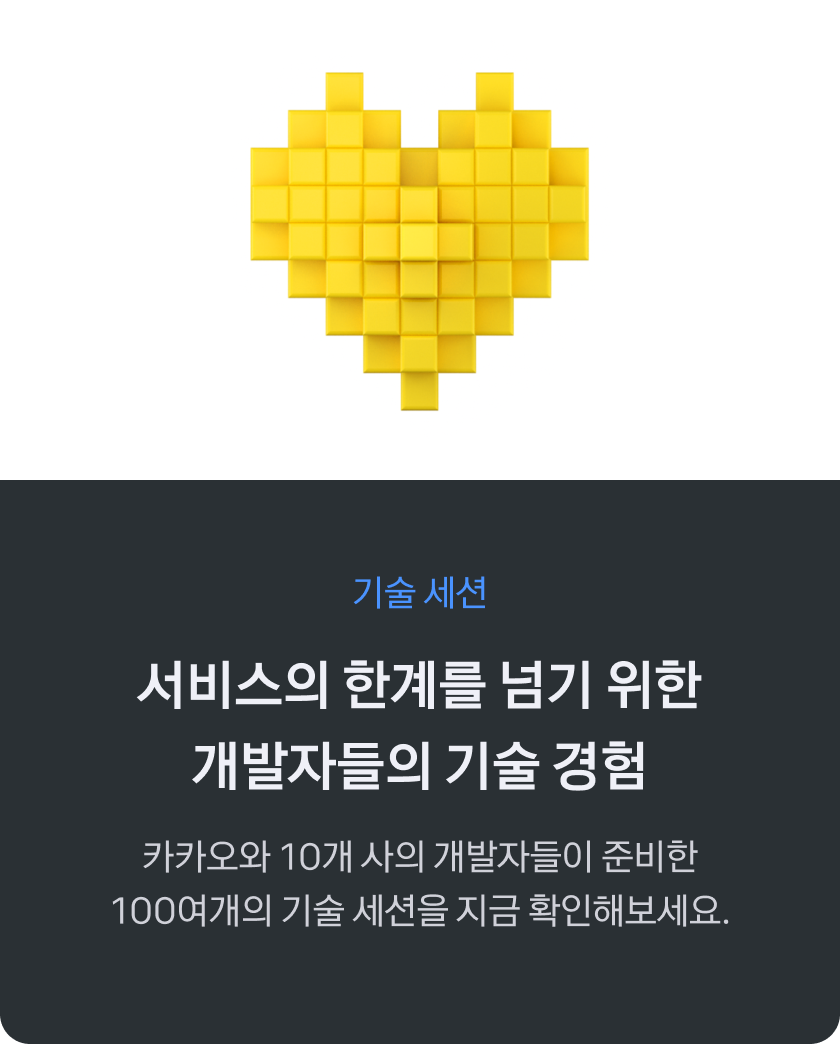 기술 세션
서비스의 한계를 넘기 위한
개발자들의 기술 경험
카카오와 10개 사의 개발자들이 준비한
100여개의 기술 세션을 지금 확인해보세요.